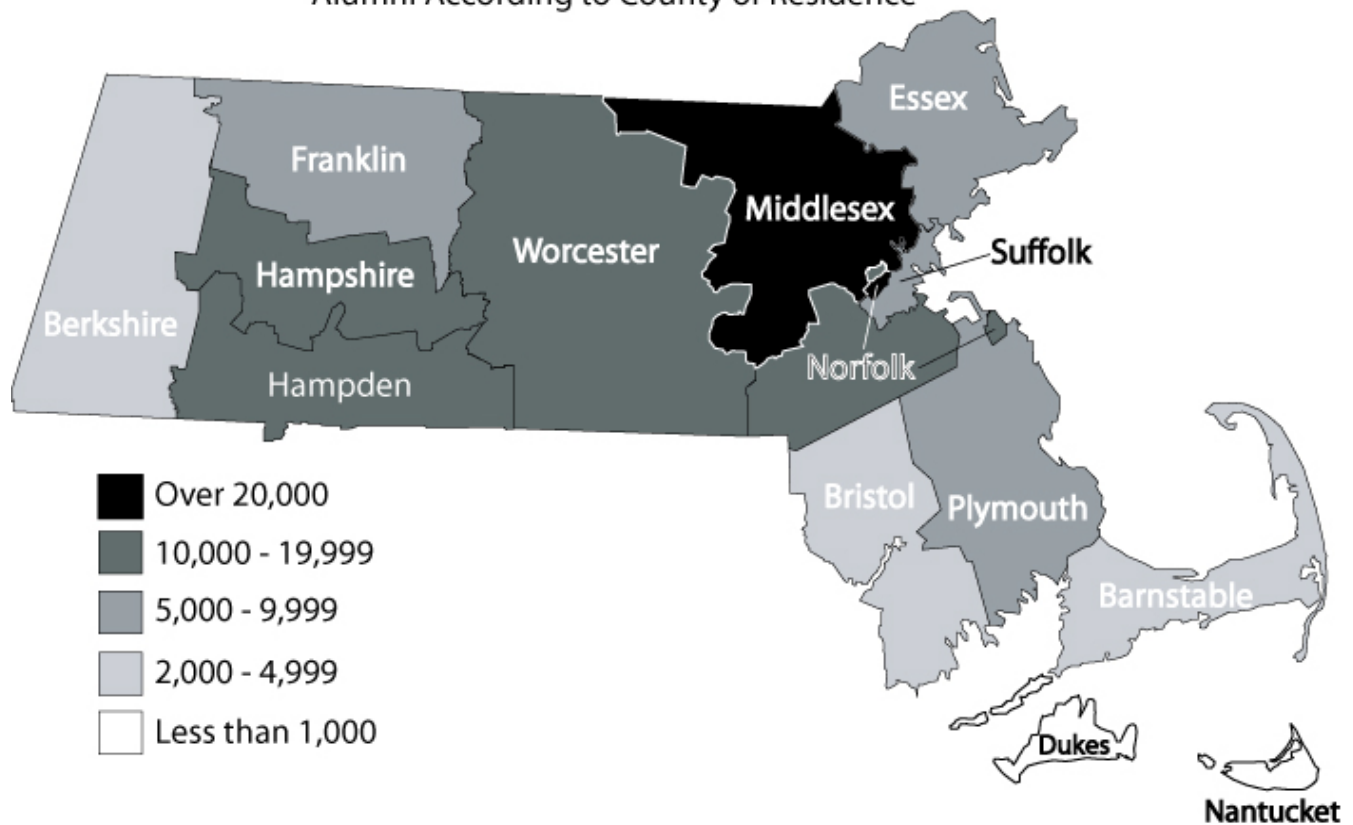 Alumni According to County of Residence
Essex
Franklin
Middlesex
Worcester
Suffolk
Hampshire
Berkshire
Norfolk
Hampden
Over 20,000
Bristol
Plymouth
10,000 - 19,999
5,000 - 9,999
Barnstable
2,000 - 4,999
Less than 1,000
Dukes
Nantucket